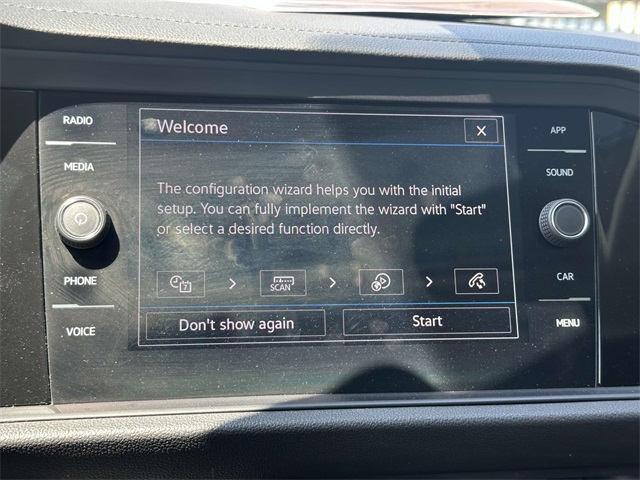 RADIO
MEDIA
PHONE
VOICE
Welcome
The configuration wizard helps you with the initial
setup. You can fully implement the wizard with "Start"
or select a desired function directly.
7
SCAN
Don't show again
Start
APP
SOUND
CAR
MENU